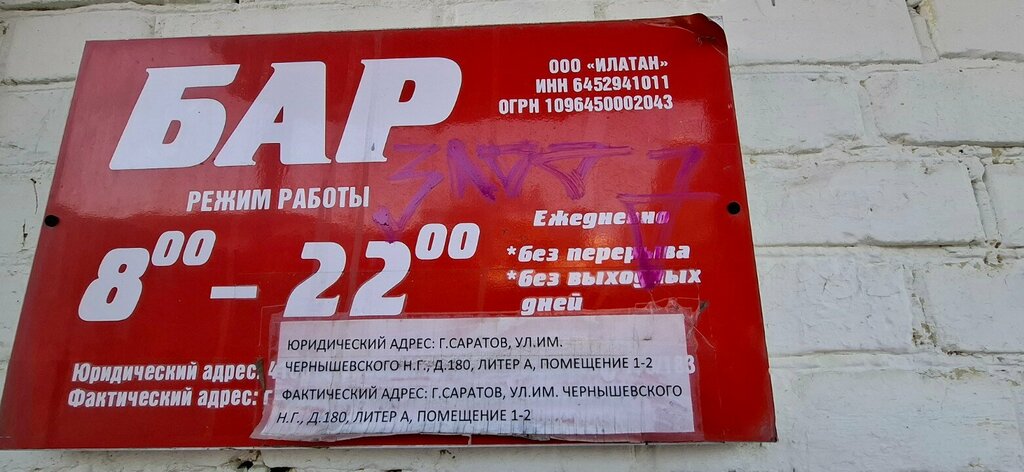 БАР
ООО «ИЛАТАН»
ИНН 6452941011
ОГРН 1096450002043
РЕЖИМ РАБОТЫ
8⁰⁰ – 22⁰⁰
Ежедневно
*без перерыва
*без выходных
дней
Юридический адрес:
Фактический адрес: г
ЮРИДИЧЕСКИЙ АДРЕС: Г.САРАТОВ, УЛ.ИМ.
ЧЕРНЫШЕВСКОГО Н.Г., Д.180, ЛИТЕР А, ПОМЕЩЕНИЕ 1-2
ФАКТИЧЕСКИЙ АДРЕС: Г.САРАТОВ, УЛ.ИМ. ЧЕРНЫШЕВСКОГО
Н.Г., Д.180, ЛИТЕР А, ПОМЕЩЕНИЕ 1-2